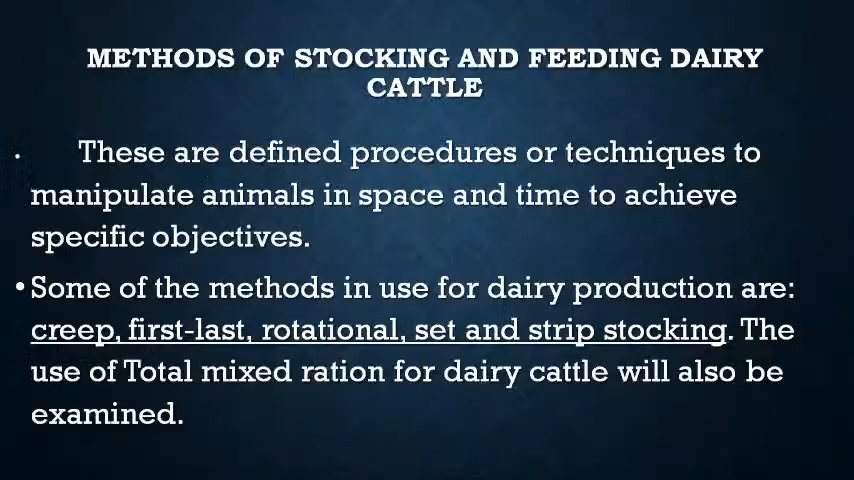 METHODS OF STOCKING AND FEEDING DAIRY
CATTLE
• These are defined procedures or techniques to
manipulate animals in space and time to achieve
specific objectives.
• Some of the methods in use for dairy production are:
creep, first-last, rotational, set and strip stocking. The
use of Total mixed ration for dairy cattle will also be
examined.